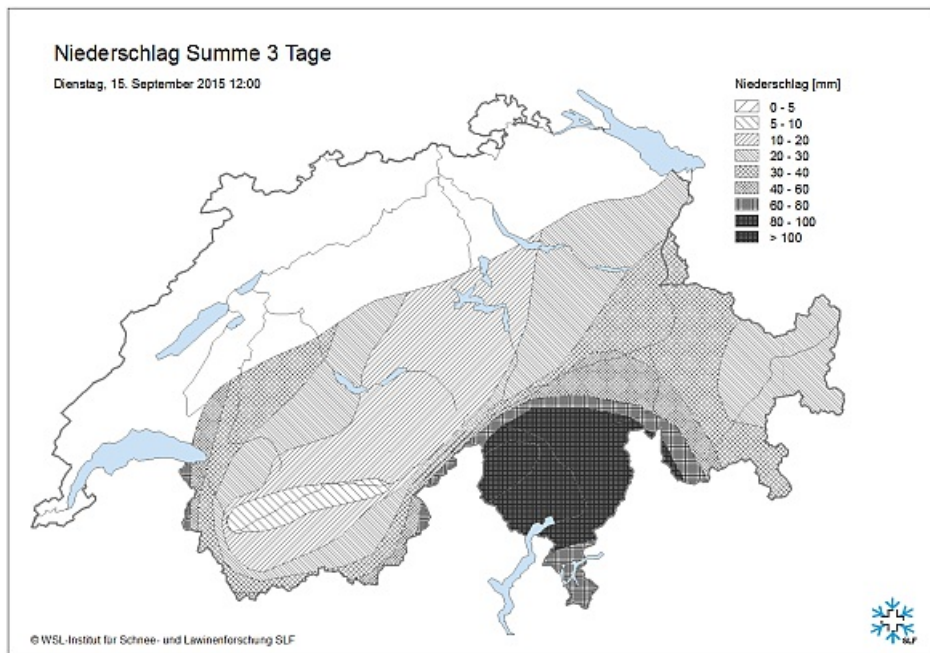 Niederschlag Summe 3 Tage
Dienstag, 15. September 2015 12:00
Niederschlag [mm]
0 - 5
5 - 10
10 - 20
20 - 30
30 - 40
40 - 60
60 - 80
80 - 100
> 100
© WSL-Institut für Schnee- und Lawinenforschung SLF
SLF